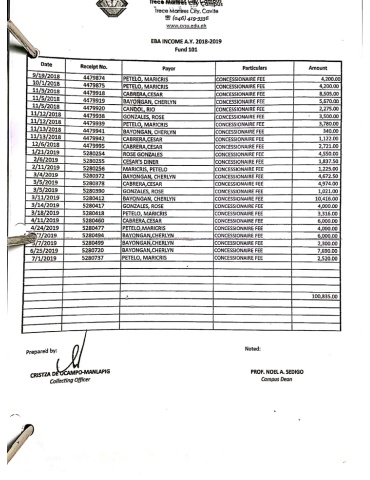 Trece Martires City Campus
Trece Martires City, Cavite
☎ (046) 419-3328
www.cvsu.edu.ph
EBA INCOME A.Y. 2018-2019
Fund 101
Date Receipt No. Payor Particulars Amount
9/18/2018 4479874 PETELO, MARICRIS CONCESSIONAIRE FEE 4,200.00
10/1/2018 4479875 PETELO, MARICRIS CONCESSIONAIRE FEE 4,200.00
11/5/2018 4479918 CABRERA,CESAR CONCESSIONAIRE FEE 8,505.00
11/5/2018 4479919 BAYONGAN, CHERLYN CONCESSIONAIRE FEE 5,670.00
11/5/2018 4479920 CANDOL, RIO CONCESSIONAIRE FEE 2,275.00
11/13/2018 4479938 GONZALES, ROSE CONCESSIONAIRE FEE 3,500.00
11/13/2018 4479939 PETELO, MARICRIS CONCESSIONAIRE FEE 3,780.00
11/13/2018 4479941 BAYONGAN, CHERLYN CONCESSIONAIRE FEE 340.00
11/13/2018 4479942 CABRERA,CESAR CONCESSIONAIRE FEE 1,122.00
12/6/2018 4479995 CABRERA,CESAR CONCESSIONAIRE FEE 2,721.00
1/21/2019 5280254 ROSE GONZALES CONCESSIONAIRE FEE 4,550.00
2/6/2019 5280255 CESAR'S DINER CONCESSIONAIRE FEE 1,837.50
2/11/2019 5280256 MARICRIS, PETELO CONCESSIONAIRE FEE 1,225.00
3/4/2019 5280372 BAYONGAN, CHERLYN CONCESSIONAIRE FEE 4,672.50
3/5/2019 5280378 CABRERA,CESAR CONCESSIONAIRE FEE 4,974.00
3/5/2019 5280390 GONZALES, ROSE CONCESSIONAIRE FEE 1,021.00
3/11/2019 5280412 BAYONGAN, CHERLYN CONCESSIONAIRE FEE 10,416.00
3/14/2019 5280417 GONZALES, ROSE CONCESSIONAIRE FEE 4,000.00
3/18/2019 5280418 PETELO, MARICRIS CONCESSIONAIRE FEE 3,316.00
4/11/2019 5280460 CABRERA,CESAR CONCESSIONAIRE FEE 6,000.00
4/24/2019 5280477 PETELO,MARICRIS CONCESSIONAIRE FEE 4,000.00
/7/2019 5280494 BAYONGAN,CHERLYN CONCESSIONAIRE FEE 6,000.00
5/7/2019 5280499 BAYONGAN,CHERLYN CONCESSIONAIRE FEE 2,300.00
6/25/2019 5280720 BAYONGAN,CHERLYN CONCESSIONAIRE FEE 7,690.00
7/1/2019 5280737 PETELO, MARICRIS CONCESSIONAIRE FEE 2,520.00
100,835.00
Prepared by: Noted:
CRISTZA DE OCAMPO-MANLAPIG PROF. NOEL A. SEDIGO
Collecting Officer Campus Dean